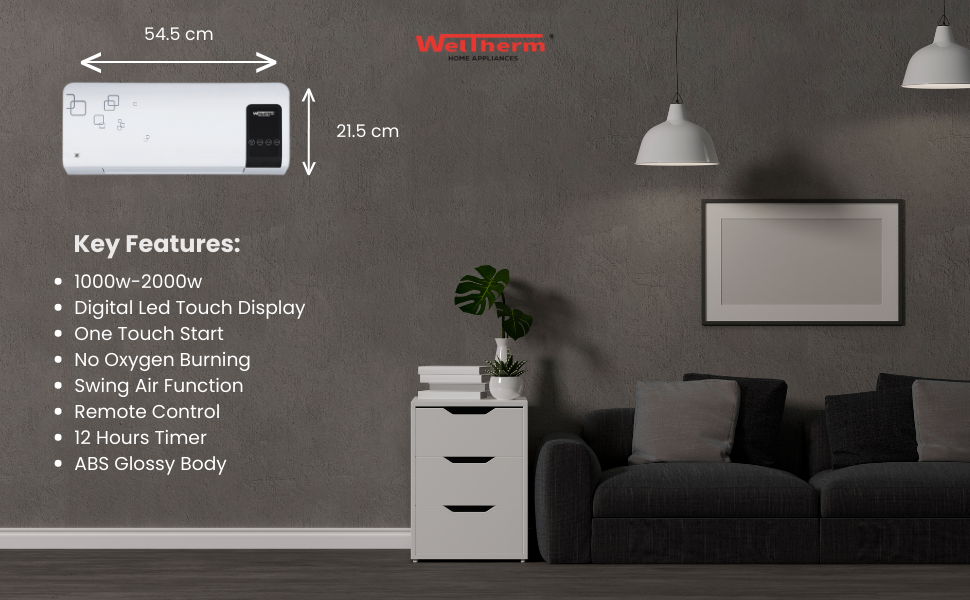 54.5 cm
WelTherm
HOME APPLIANCES
21.5 cm
Key Features:
1000w-2000w
Digital Led Touch Display
One Touch Start
No Oxygen Burning
Swing Air Function
Remote Control
12 Hours Timer
ABS Glossy Body